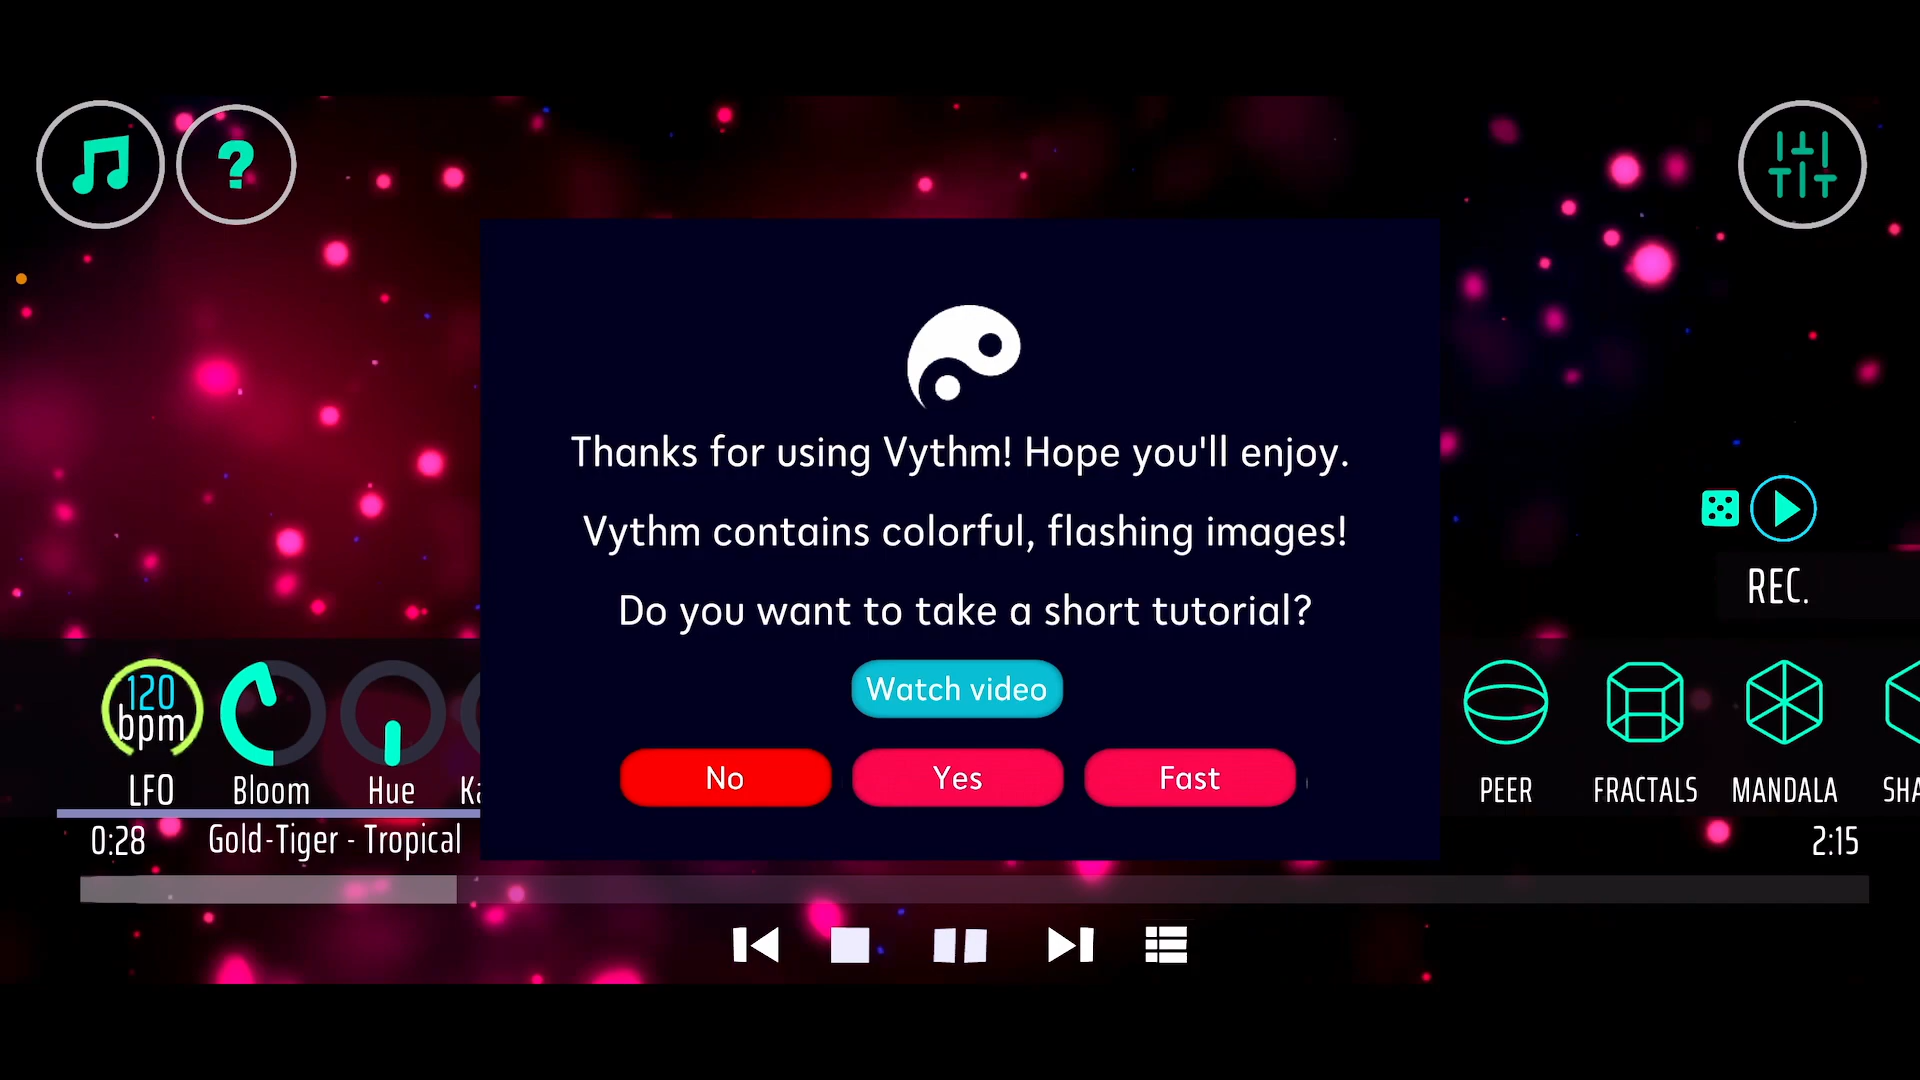 ?
Thanks for using Vythm! Hope you'll enjoy.
Vythm contains colorful, flashing images!
Do you want to take a short tutorial?
Watch video
No Yes Fast
REC.
120
bpm
LFO Bloom Hue Ka
PEER FRACTALS MANDALA SHA
0:28 Gold-Tiger - Tropical 2:15